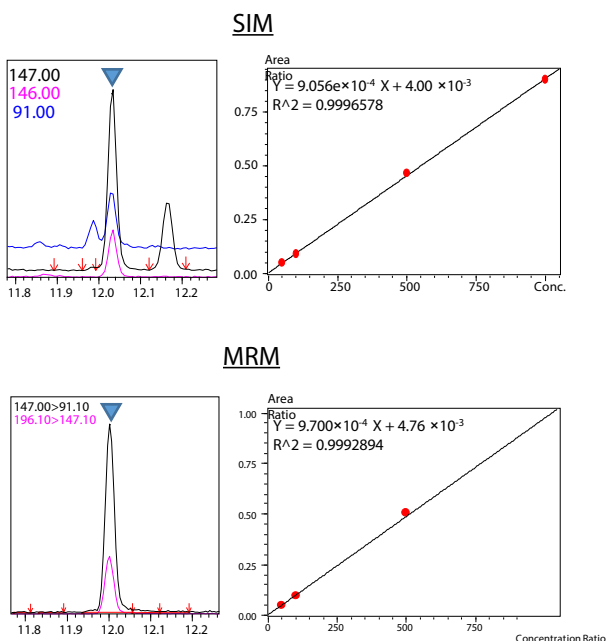 SIM
147.00
146.00
91.00
11.8 11.9 12.0 12.1 12.2
Area
Ratio
Y = 9.056e×10⁻⁴ X + 4.00 ×10⁻³
R^2 = 0.9996578
0.75
0.50
0.25
0.00
0 250 500 750 Conc.
MRM
147.00>91.10
196.10>147.10
11.8 11.9 12.0 12.1 12.2
Area
Ratio
1.00
Y = 9.700×10⁻⁴ X + 4.76 ×10⁻³
R^2 = 0.9992894
0.75
0.50
0.25
0.00
0 250 500 750
Concentration Ratio